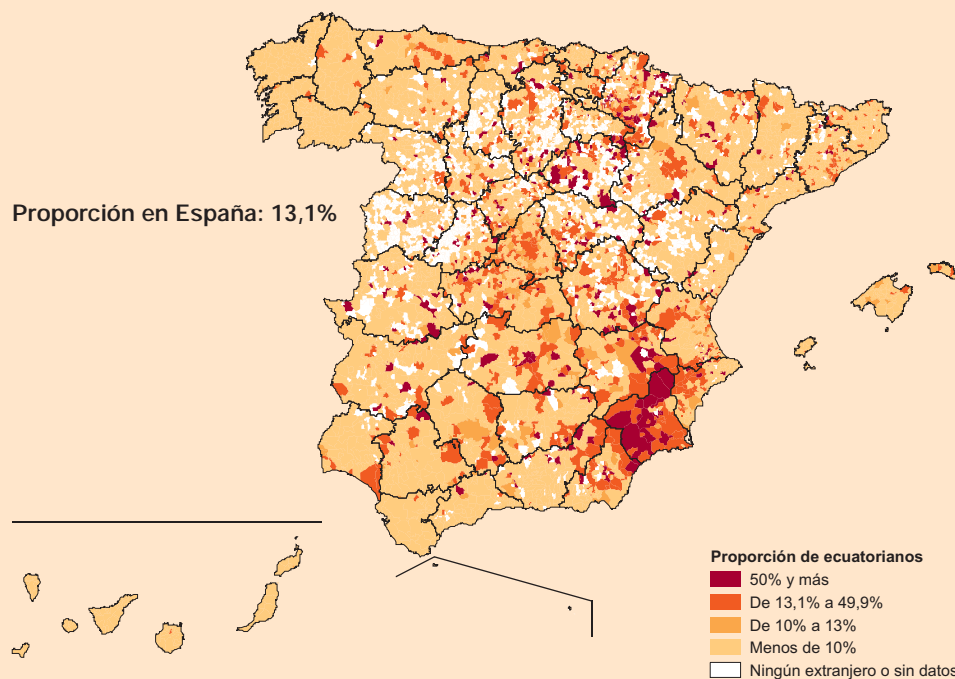 Proporción en España: 13,1%
Proporción de ecuatorianos
50% y más
De 13,1% a 49,9%
De 10% a 13%
Menos de 10%
Ningún extranjero o sin datos